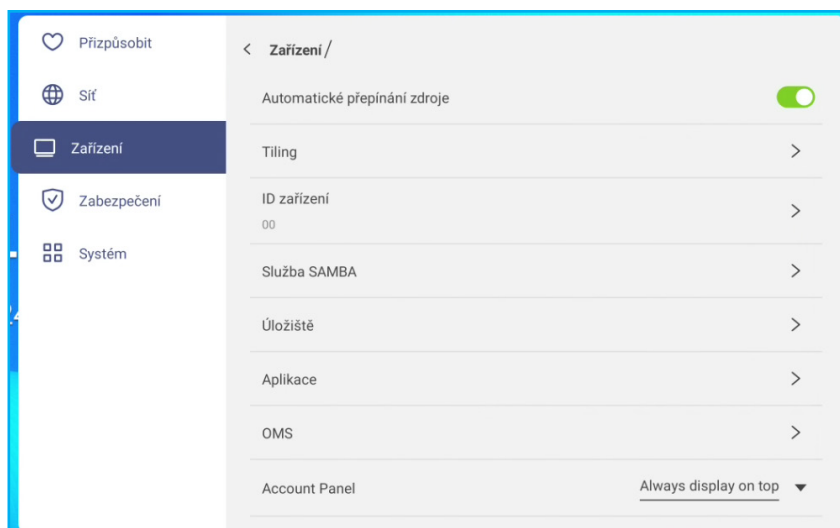 Přizpůsobit
Síť
Zařízení
Zabezpečení
Systém
Zařízení/
Automatické přepínání zdroje
Tiling
ID zařízení
00
Služba SAMBA
Úložiště
Aplikace
OMS
Account Panel
Always display on top